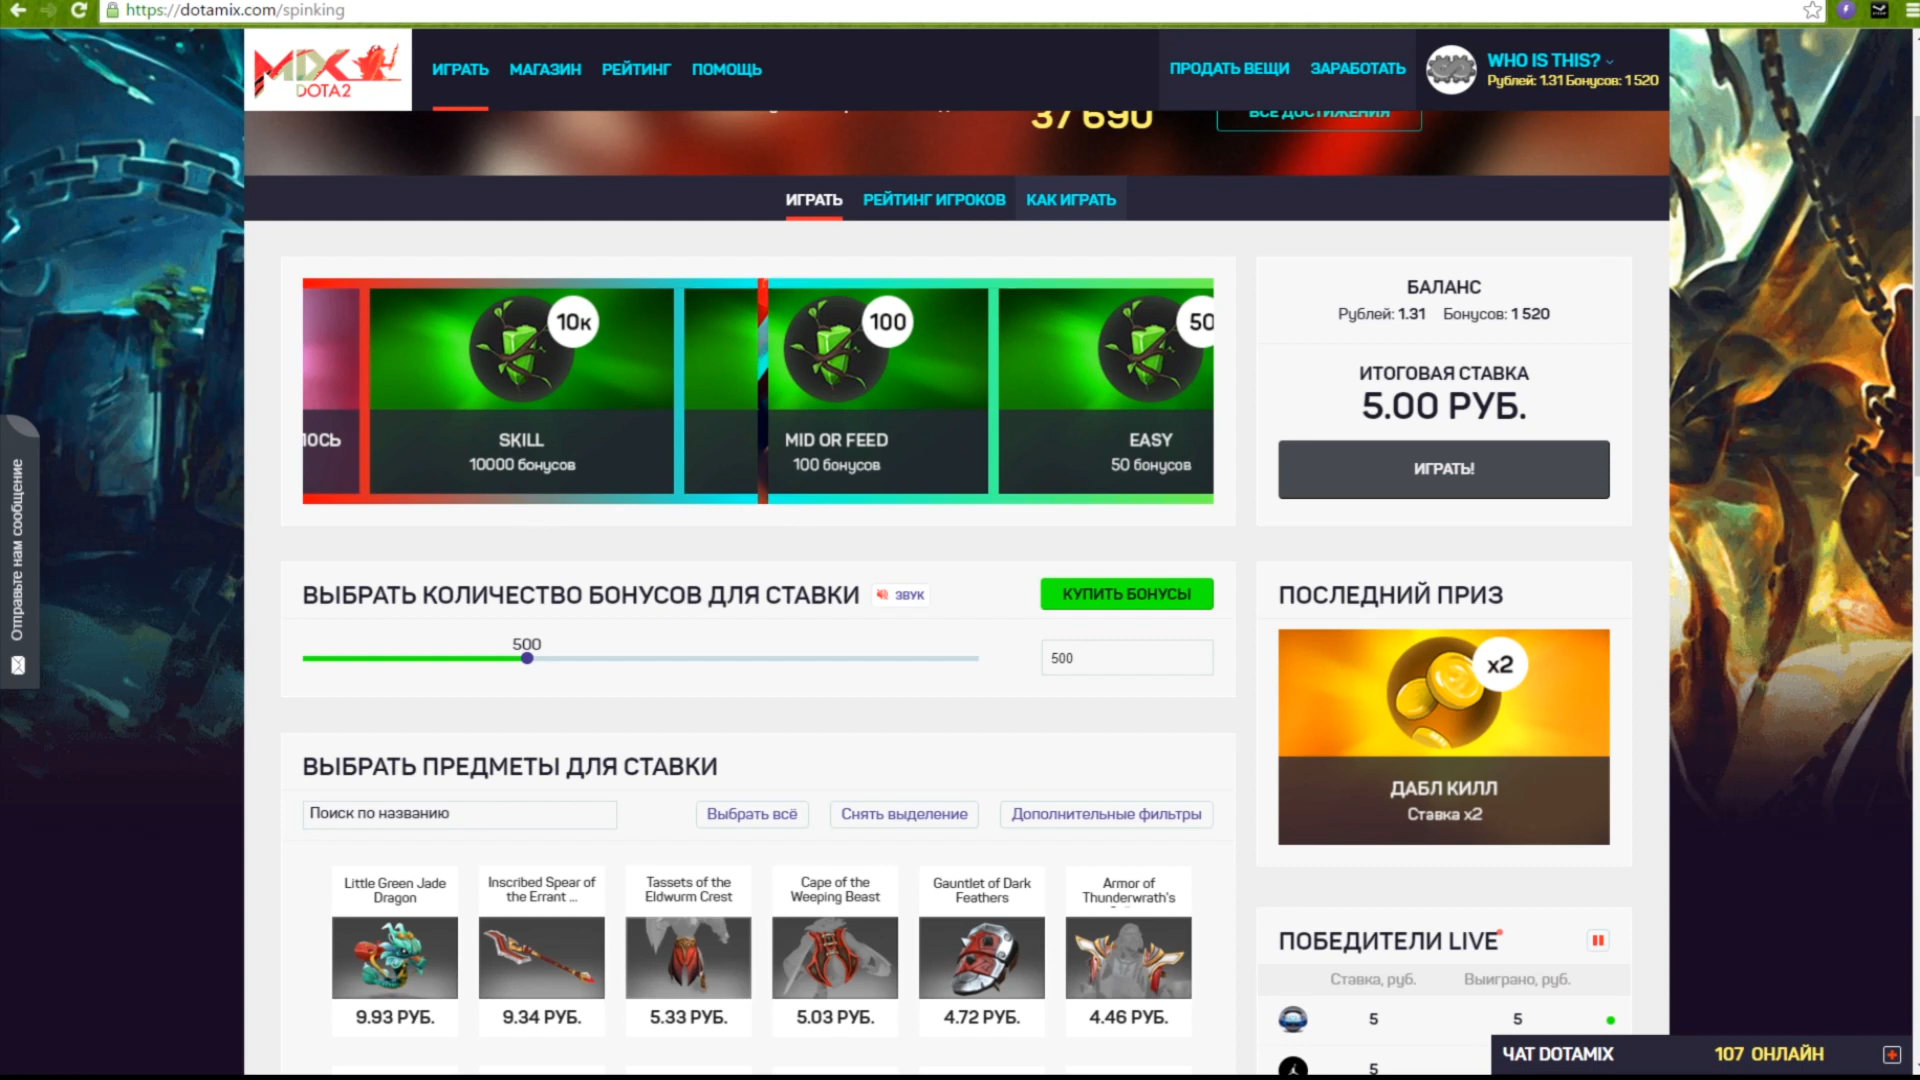 https://dotamix.com/spinking
MIX
DOTA2
ИГРАТЬ
МАГАЗИН
РЕЙТИНГ
ПОМОЩЬ
ПРОДАТЬ ВЕЩИ
ЗАРАБОТАТЬ
WHO IS THIS?
Рублей: 1.31 Бонусов: 1 520
37 690
ВСЕ ДОСТИЖЕНИЯ
ИГРАТЬ
РЕЙТИНГ ИГРОКОВ
КАК ИГРАТЬ
ЛОСЬ
10к
SKILL
10000 бонусов
100
MID OR FEED
100 бонусов
50
EASY
50 бонусов
БАЛАНС
Рублей: 1.31 Бонусов: 1 520
ИТОГОВАЯ СТАВКА
5.00 РУБ.
ИГРАТЬ!
Отправьте нам сообщение
ВЫБРАТЬ КОЛИЧЕСТВО БОНУСОВ ДЛЯ СТАВКИ
ЗВУК
КУПИТЬ БОНУСЫ
500
500
ПОСЛЕДНИЙ ПРИЗ
x2
ДАБЛ КИЛЛ
Ставка x2
ВЫБРАТЬ ПРЕДМЕТЫ ДЛЯ СТАВКИ
Поиск по названию
Выбрать всё
Снять выделение
Дополнительные фильтры
Little Green Jade
Dragon
9.93 РУБ.
Inscribed Spear of
the Errant ...
9.34 РУБ.
Tassets of the
Eldwurm Crest
5.33 РУБ.
Cape of the
Weeping Beast
5.03 РУБ.
Gauntlet of Dark
Feathers
4.72 РУБ.
Armor of
Thunderwrath's
4.46 РУБ.
ПОБЕДИТЕЛИ LIVE
Ставка, руб.
Выиграно, руб.
5
5
5
ЧАТ DOTAMIX
107 ОНЛАЙН